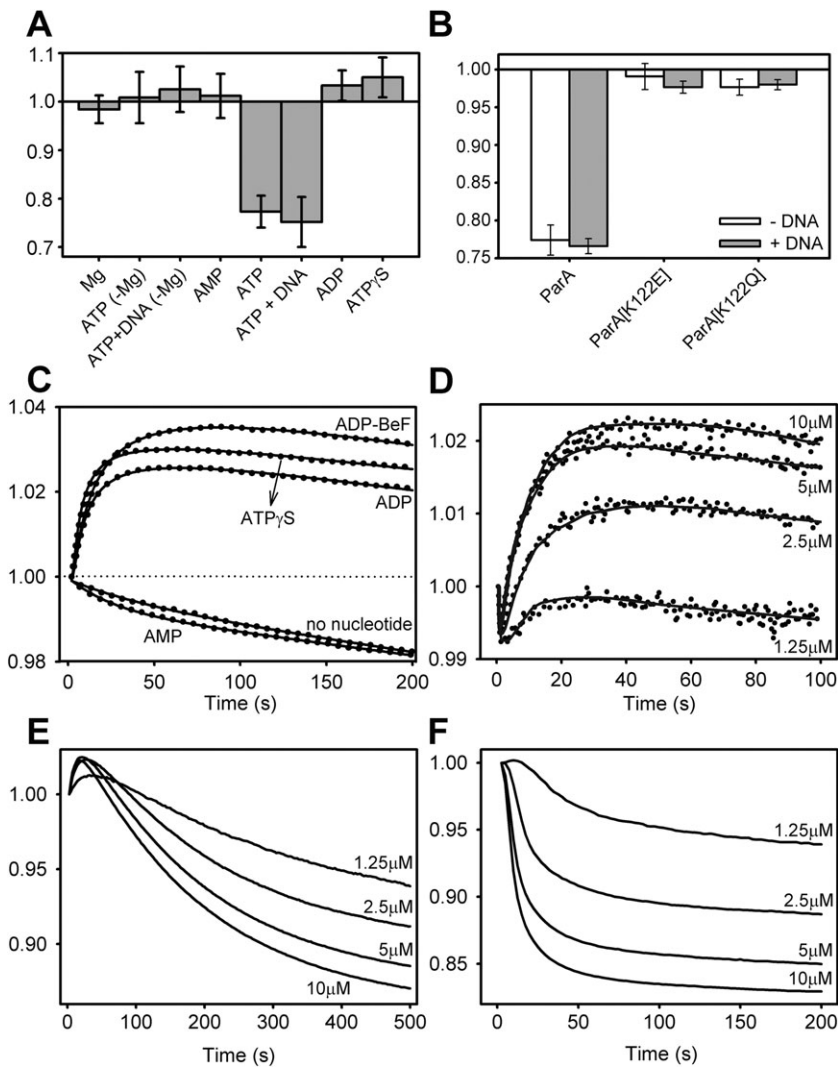 A
1.1
1.0
0.9
0.8
0.7
Mg
ATP (-Mg)
ATP+DNA (-Mg)
AMP
ATP
ATP + DNA
ADP
ATPγS
B
1.00
0.95
0.90
0.85
0.80
0.75
- DNA
+ DNA
ParA
ParA[K122E]
ParA[K122Q]
C
1.04
1.02
1.00
0.98
ADP-BeF
ATPγS
ADP
no nucleotide
AMP
0 50 100 150 200
Time (s)
D
1.02
1.01
1.00
0.99
10μM
5μM
2.5μM
1.25μM
0 20 40 60 80 100
Time (s)
E
1.00
0.95
0.90
1.25μM
2.5μM
5μM
10μM
0 100 200 300 400 500
Time (s)
F
1.00
0.95
0.90
0.85
1.25μM
2.5μM
5μM
10μM
0 50 100 150 200
Time (s)